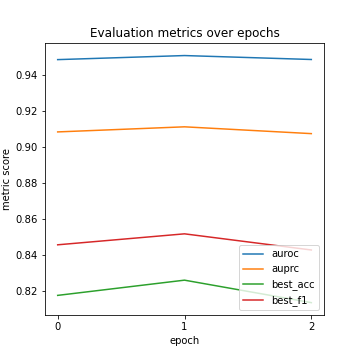 Evaluation metrics over epochs
metric score
0.94
0.92
0.90
0.88
0.86
0.84
0.82
auroc
auprc
best_acc
best_f1
0 1 2
epoch